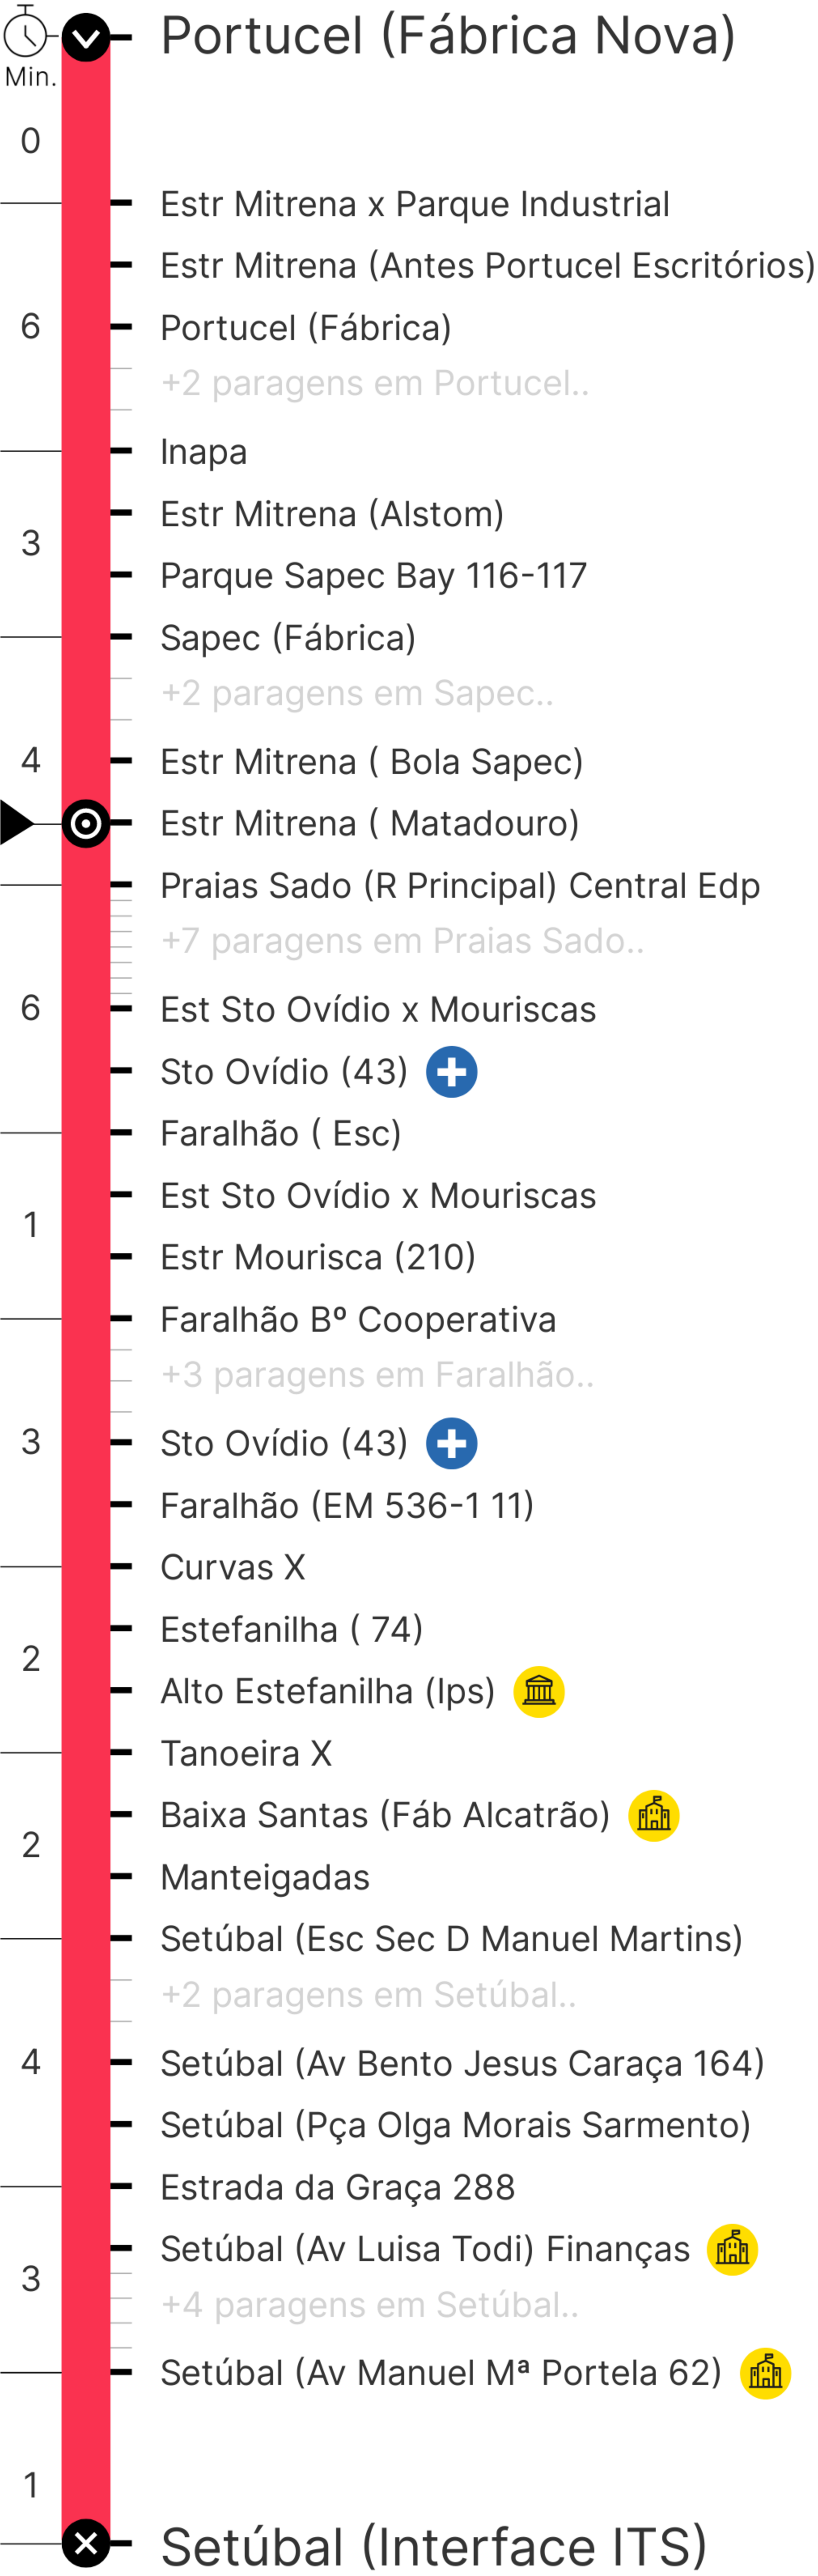 Portucel (Fábrica Nova)
Min.
0
Estr Mitrena x Parque Industrial
Estr Mitrena (Antes Portucel Escritórios)
6
Portucel (Fábrica)
+2 paragens em Portucel..
Inapa
Estr Mitrena (Alstom)
3
Parque Sapec Bay 116-117
Sapec (Fábrica)
+2 paragens em Sapec..
4
Estr Mitrena ( Bola Sapec)
Estr Mitrena ( Matadouro)
Praias Sado (R Principal) Central Edp
+7 paragens em Praias Sado..
6
Est Sto Ovídio x Mouriscas
Sto Ovídio (43)
Faralhão ( Esc)
Est Sto Ovídio x Mouriscas
1
Estr Mourisca (210)
Faralhão Bº Cooperativa
+3 paragens em Faralhão..
3
Sto Ovídio (43)
Faralhão (EM 536-1 11)
Curvas X
Estefanilha ( 74)
2
Alto Estefanilha (Ips)
Tanoeira X
Baixa Santas (Fáb Alcatrão)
2
Manteigadas
Setúbal (Esc Sec D Manuel Martins)
+2 paragens em Setúbal..
4
Setúbal (Av Bento Jesus Caraça 164)
Setúbal (Pça Olga Morais Sarmento)
Estrada da Graça 288
Setúbal (Av Luisa Todi) Finanças
3
+4 paragens em Setúbal..
Setúbal (Av Manuel Mª Portela 62)
1
Setúbal (Interface ITS)